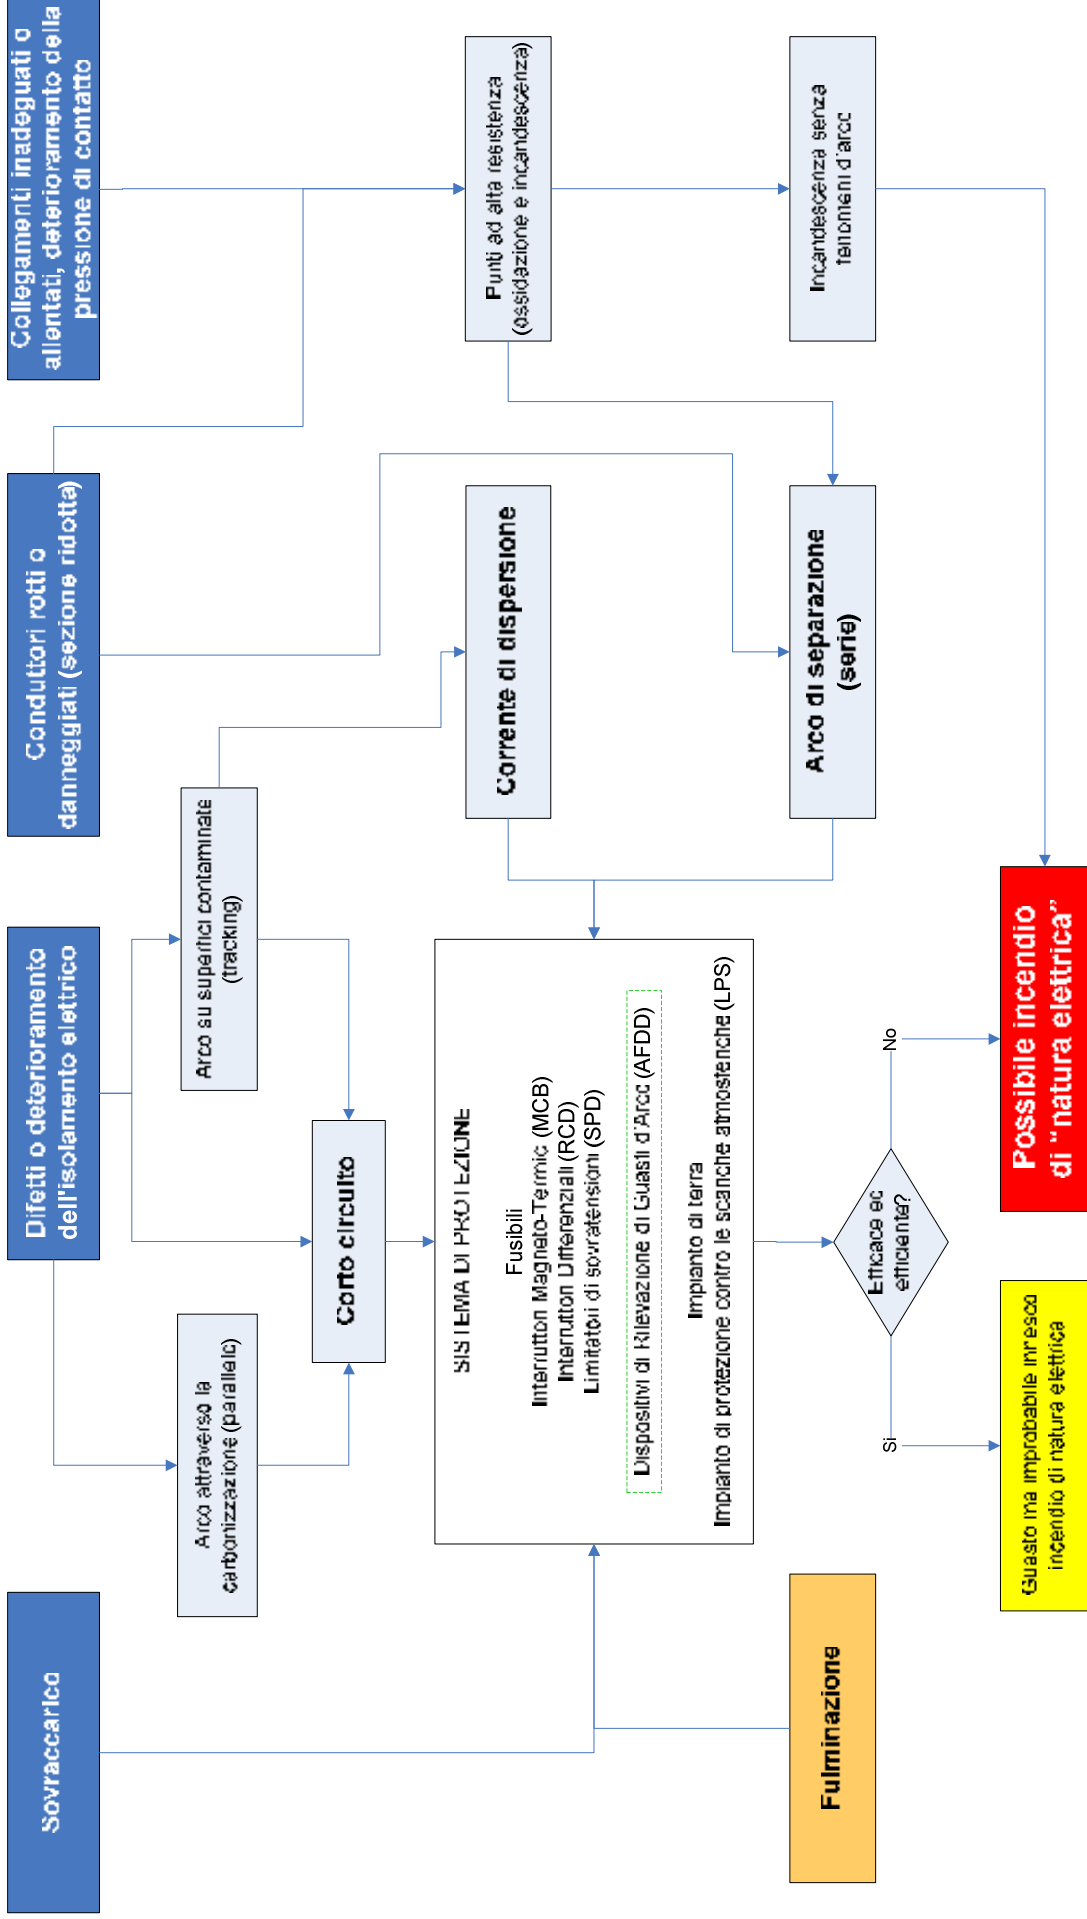 Sovraccarico
Difetti o deterioramento
dell'isolamento elettrico
Conduttori rotti o
danneggiati (sezione ridotta)
Collegamenti inadeguati o
allentati, deterioramento della
pressione di contatto
Arco attraverso la
carbonizzazione (parallelo)
Arco su superfici contaminate
(tracking)
Corto circuito
Corrente di dispersione
Punti ad alta resistenza
(ossidazione e incandescenza)
SISTEMA DI PROTEZIONE
Fusibili
Interruttori Magneto-Termici (MCB)
Interruttori Differenziali (RCD)
Limitatori di sovratensioni (SPD)
Dispositivi di Rilevazione di Guasti d'Arco (AFDD)
Impianto di terra
Impianto di protezione contro le scariche atmosferiche (LPS)
Fulminazione
Arco di separazione
(serie)
Incandescenza senza
fenomeni d'arco
Efficace ed
efficiente?
Si
No
Guasto ma improbabile innesco
incendio di natura elettrica
Possibile incendio
di “natura elettrica”